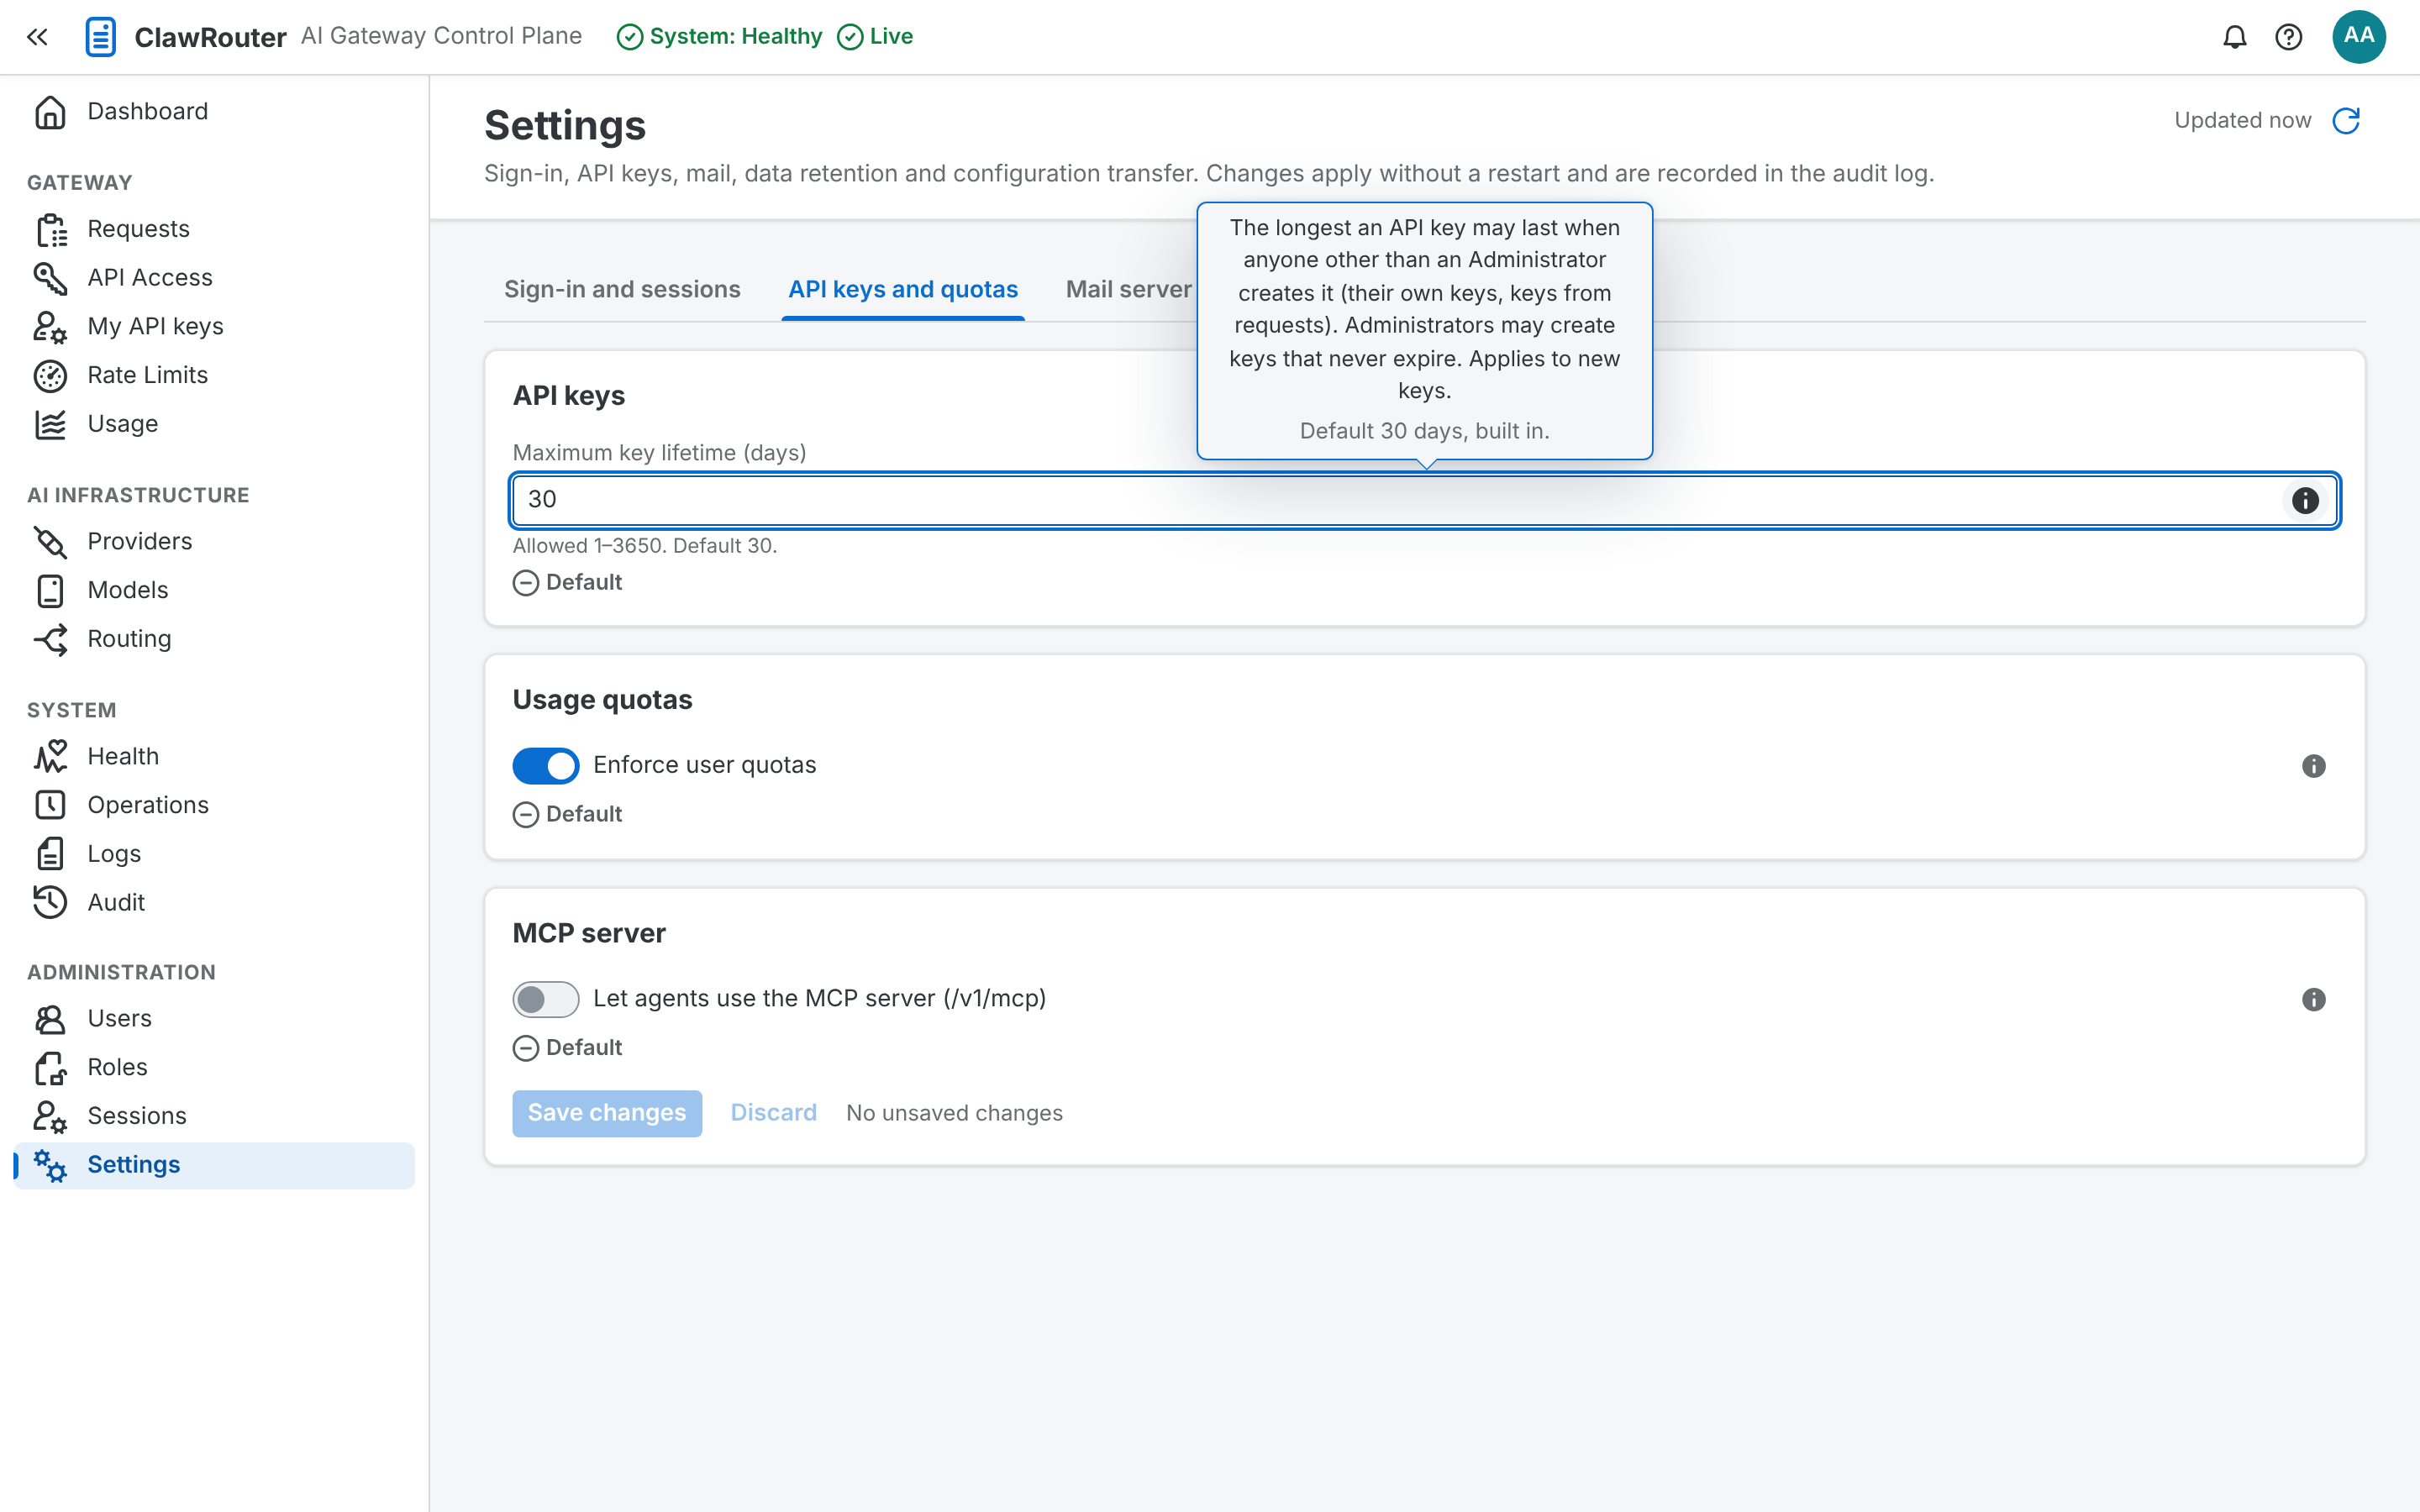 ClawRouter AI Gateway Control Plane System: Healthy Live AA
Dashboard
GATEWAY
Requests
API Access
My API keys
Rate Limits
Usage
AI INFRASTRUCTURE
Providers
Models
Routing
SYSTEM
Health
Operations
Logs
Audit
ADMINISTRATION
Users
Roles
Sessions
Settings
Settings
Updated now
Sign-in, API keys, mail, data retention and configuration transfer. Changes apply without a restart and are recorded in the audit log.
Sign-in and sessions API keys and quotas Mail server
The longest an API key may last when
anyone other than an Administrator
creates it (their own keys, keys from
requests). Administrators may create
keys that never expire. Applies to new
keys.
Default 30 days, built in.
API keys
Maximum key lifetime (days)
30
Allowed 1–3650. Default 30.
Default
Usage quotas
Enforce user quotas
Default
MCP server
Let agents use the MCP server (/v1/mcp)
Default
Save changes Discard No unsaved changes